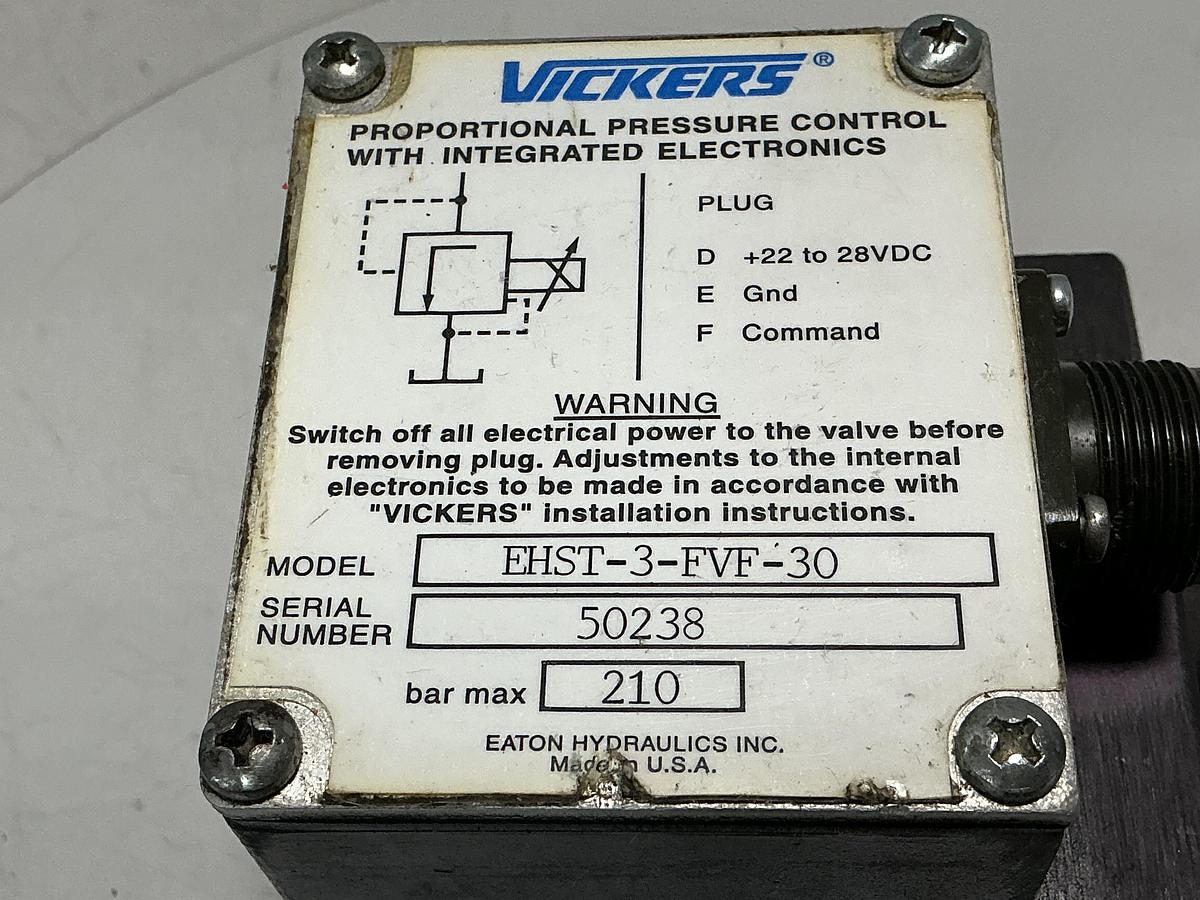 VICKERS®
PROPORTIONAL PRESSURE CONTROL
WITH INTEGRATED ELECTRONICS
PLUG
D +22 to 28VDC
E Gnd
F Command
WARNING
Switch off all electrical power to the valve before
removing plug. Adjustments to the internal
electronics to be made in accordance with
"VICKERS" installation instructions.
MODEL EHST-3-FVF-30
SERIAL
NUMBER 50238
bar max 210
EATON HYDRAULICS INC.
Made in U.S.A.